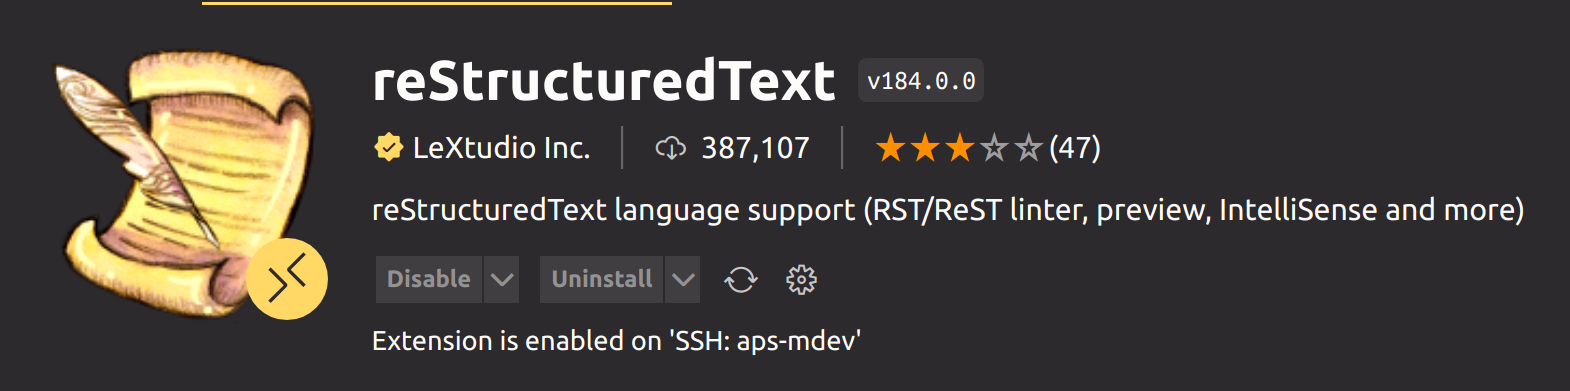 reStructuredText v184.0.0
LeXtudio Inc. 387,107 (47)
reStructuredText language support (RST/ReST linter, preview, IntelliSense and more)
Disable Uninstall
Extension is enabled on 'SSH: aps-mdev'